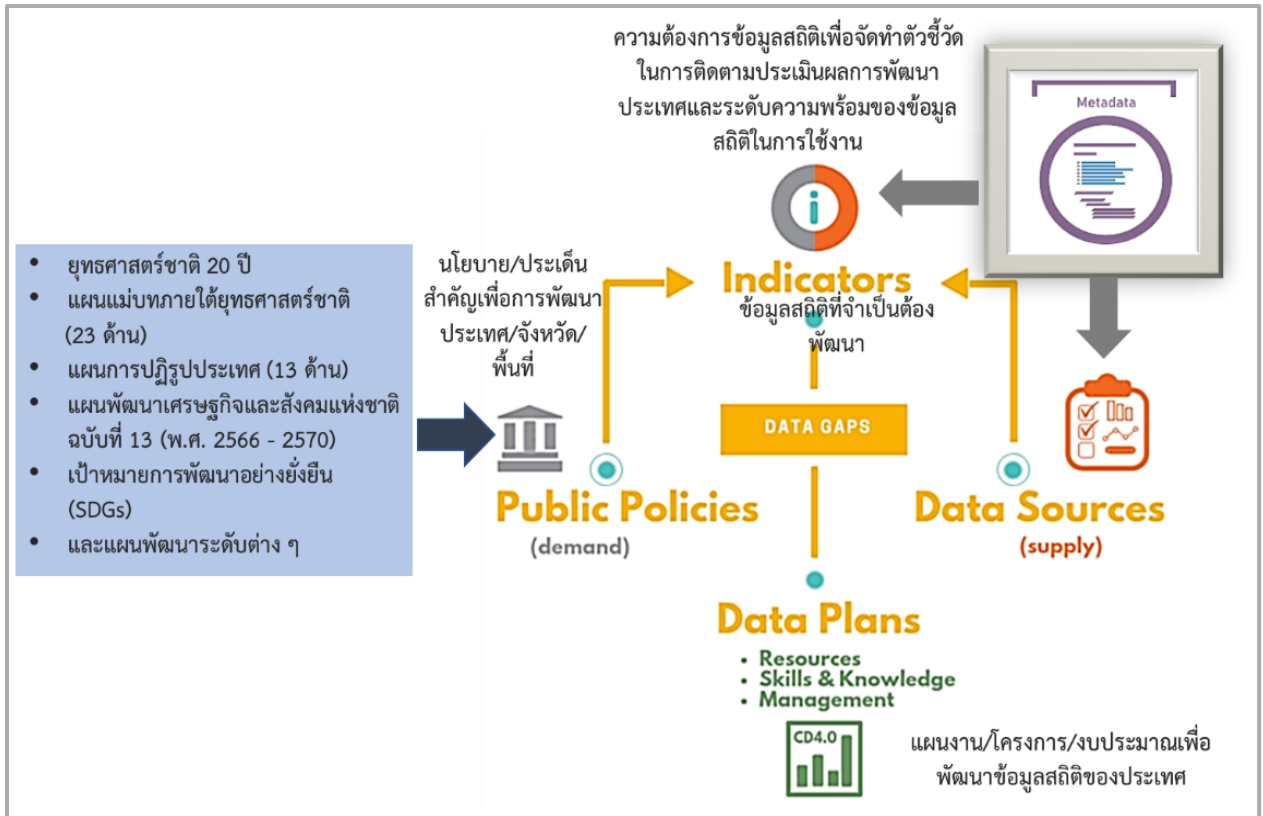 ความต้องการข้อมูลสถิติเพื่อจัดทำตัวชี้วัด
ในการติดตามประเมินผลการพัฒนา
ประเทศและระดับความพร้อมของข้อมูล
สถิติในการใช้งาน
Metadata
• ยุทธศาสตร์ชาติ 20 ปี
• แผนแม่บทภายใต้ยุทธศาสตร์ชาติ
(23 ด้าน)
• แผนการปฏิรูปประเทศ (13 ด้าน)
• แผนพัฒนาเศรษฐกิจและสังคมแห่งชาติ
ฉบับที่ 13 (พ.ศ. 2566 - 2570)
• เป้าหมายการพัฒนาอย่างยั่งยืน
(SDGs)
• และแผนพัฒนาระดับต่าง ๆ
นโยบาย/ประเด็น
สำคัญเพื่อการพัฒนา
ประเทศ/จังหวัด/
พื้นที่
i
Indicators
ข้อมูลสถิติที่จำเป็นต้อง
พัฒนา
DATA GAPS
Public Policies
(demand)
Data Sources
(supply)
Data Plans
• Resources
• Skills & Knowledge
• Management
CD4.0
แผนงาน/โครงการ/งบประมาณเพื่อ
พัฒนาข้อมูลสถิติของประเทศ